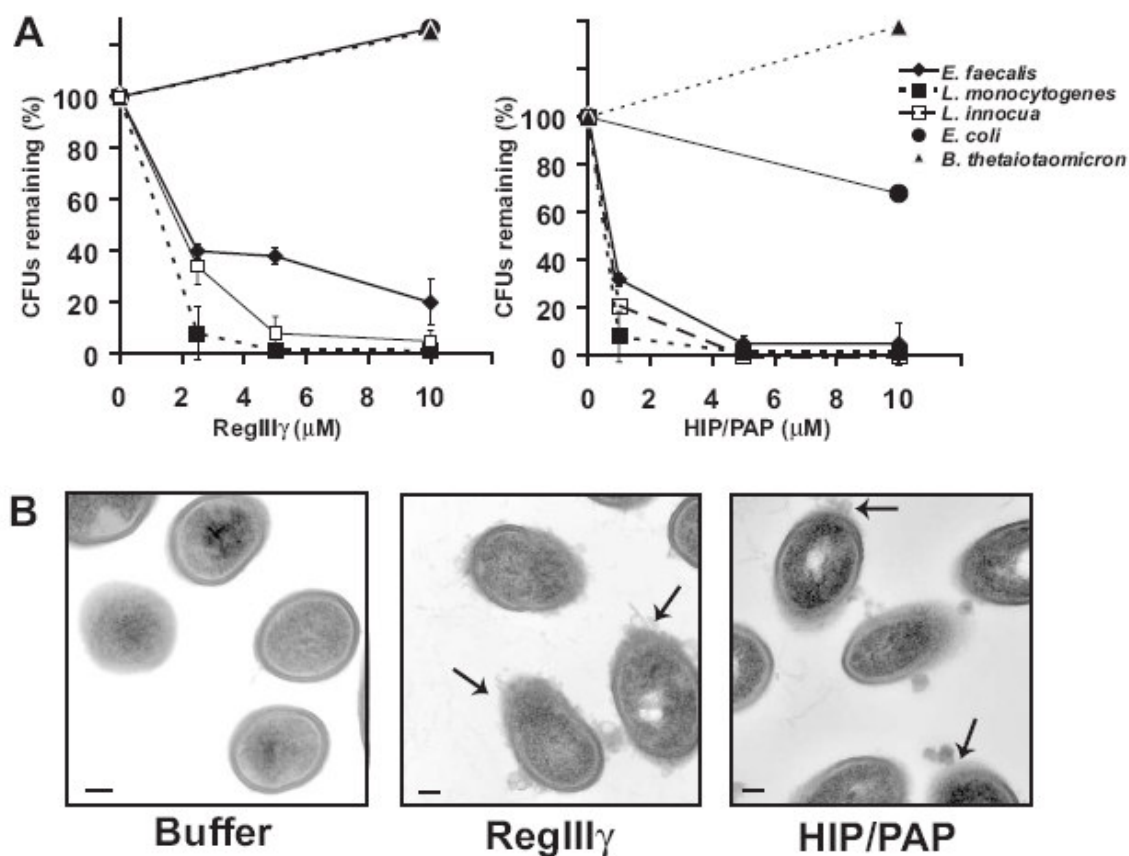 A
CFUs remaining (%)
100
80
60
40
20
0
0 2 4 6 8 10
RegIIIγ (μM)
CFUs remaining (%)
100
80
60
40
20
0
0 2 4 6 8 10
HIP/PAP (μM)
E. faecalis
L. monocytogenes
L. innocua
E. coli
B. thetaiotaomicron
B
Buffer
RegIIIγ
HIP/PAP